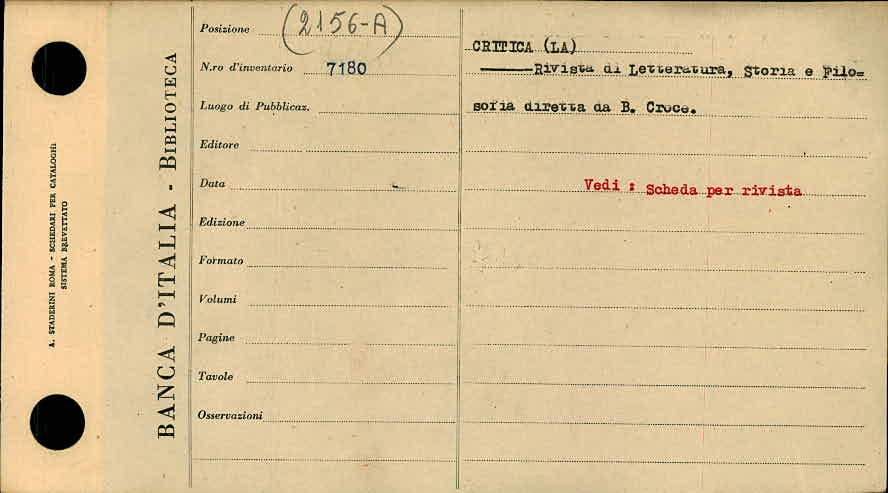 A. STADERINI ROMA - SCHEDARI PER CATALOGHI
SISTEMA BREVETTATO
BANCA D'ITALIA - BIBLIOTECA
Posizione (2156-A)
N.ro d'inventario 7180
Luogo di Pubblicaz.
Editore
Data
Edizione
Formato
Volumi
Pagine
Tavole
Osservazioni
CRITICA (LA)
Rivista di Letteratura, Storia e Filo=
sofia diretta da B. Croce.
Vedi : Scheda per rivista